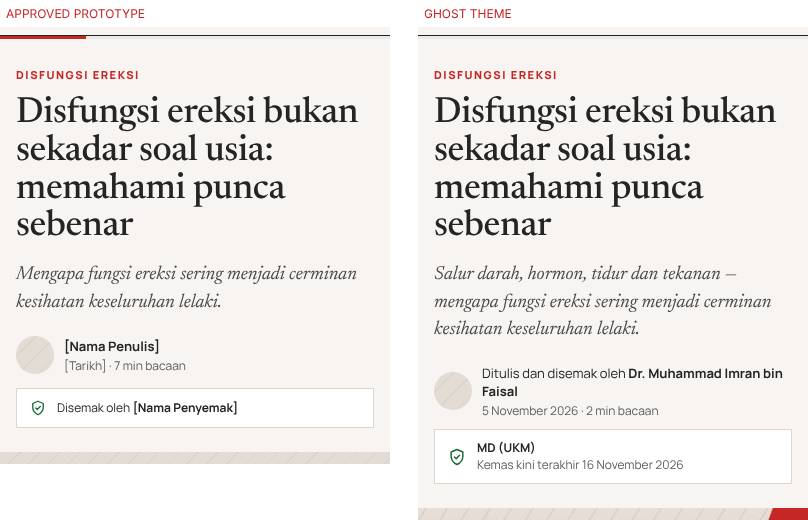 APPROVED PROTOTYPE
DISFUNGSI EREKSI
Disfungsi ereksi bukan
sekadar soal usia:
memahami punca
sebenar
Mengapa fungsi ereksi sering menjadi cerminan
kesihatan keseluruhan lelaki.
[Nama Penulis]
[Tarikh] · 7 min bacaan
Disemak oleh [Nama Penyemak]
GHOST THEME
DISFUNGSI EREKSI
Disfungsi ereksi bukan
sekadar soal usia:
memahami punca
sebenar
Salur darah, hormon, tidur dan tekanan —
mengapa fungsi ereksi sering menjadi cerminan
kesihatan keseluruhan lelaki.
Ditulis dan disemak oleh Dr. Muhammad Imran bin
Faisal
5 November 2026 · 2 min bacaan
MD (UKM)
Kemas kini terakhir 16 November 2026